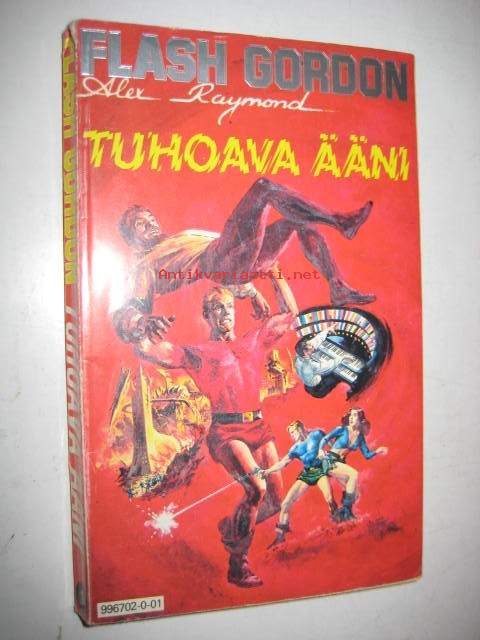 FLASH GORDON
Alex Raymond
TUHOAVA ÄÄNI
Antikvariaatti.net
996702-0-01
FLASH GORDON TUHOAVA ÄÄNI